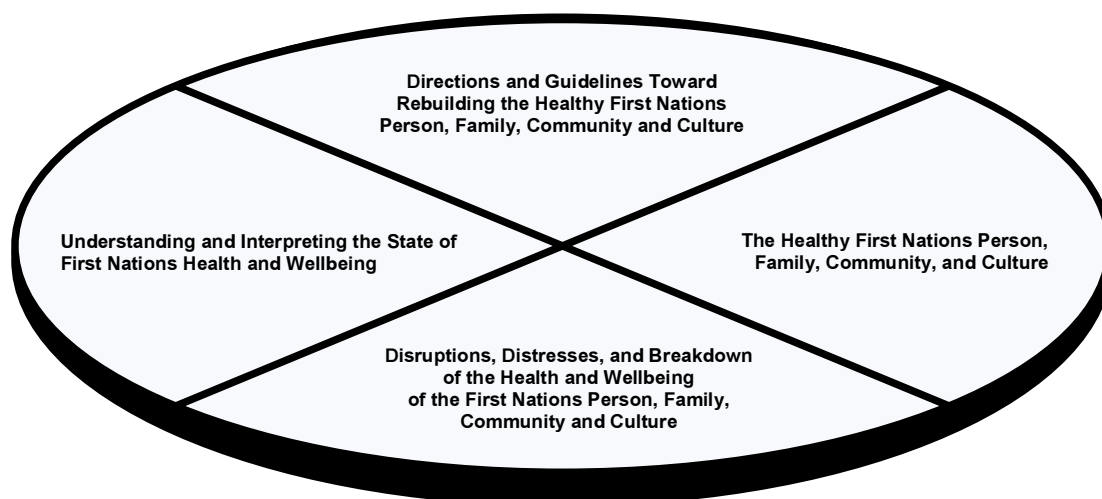 Directions and Guidelines Toward
Rebuilding the Healthy First Nations
Person, Family, Community and Culture
Understanding and Interpreting the State of
First Nations Health and Wellbeing
The Healthy First Nations Person,
Family, Community, and Culture
Disruptions, Distresses, and Breakdown
of the Health and Wellbeing
of the First Nations Person, Family,
Community and Culture